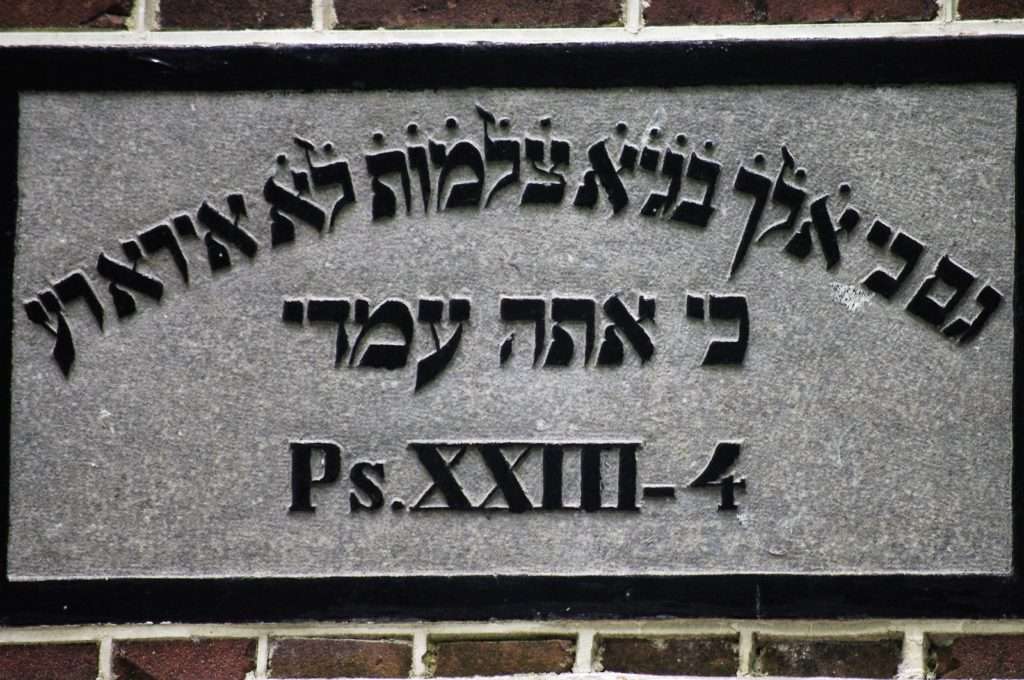 גם כי אלך בגיא צלמות לא אירא רע
כי אתה עמדי
Ps.XXIII-4